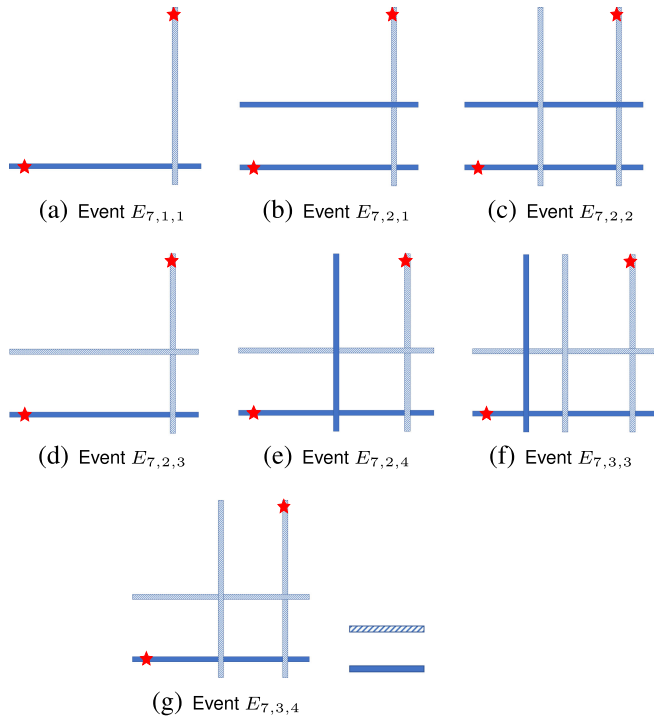 (a) Event E_{7,1,1}
(b) Event E_{7,2,1}
(c) Event E_{7,2,2}
(d) Event E_{7,2,3}
(e) Event E_{7,2,4}
(f) Event E_{7,3,3}
(g) Event E_{7,3,4}